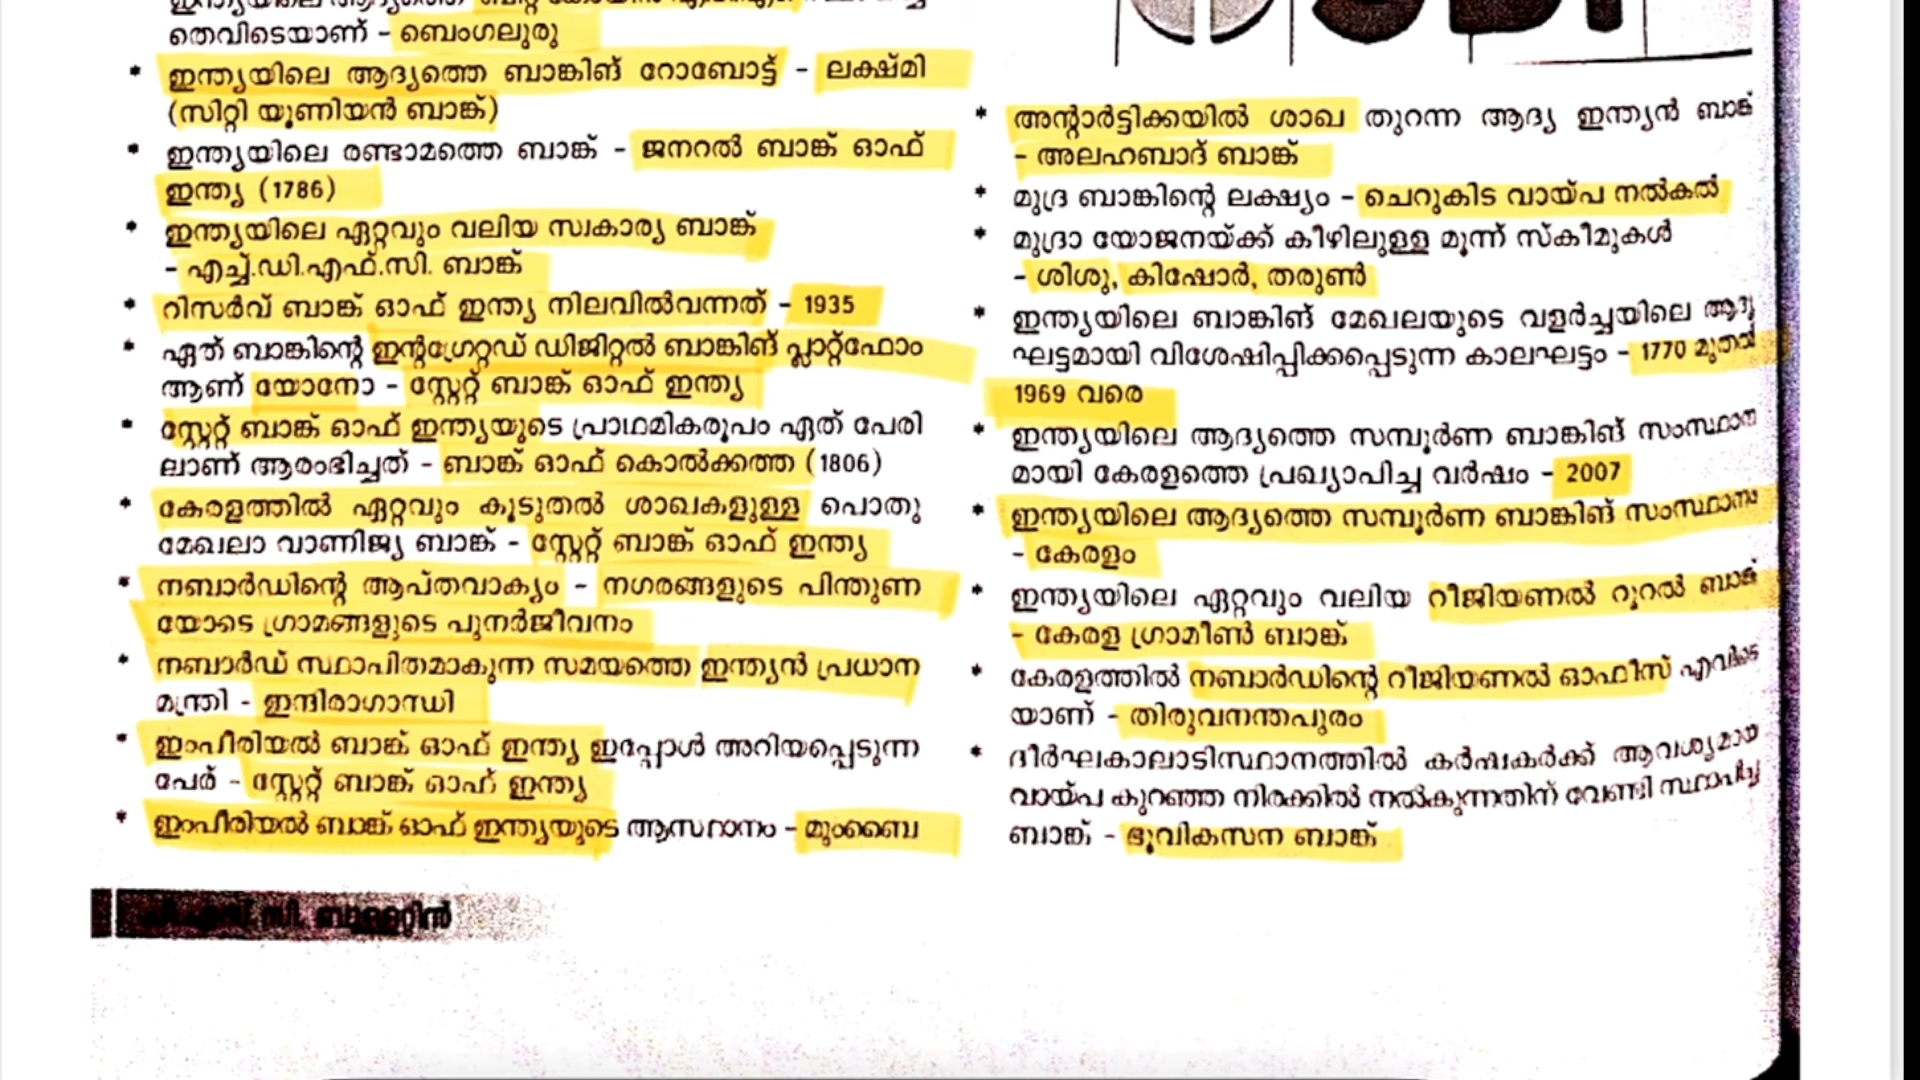 തെവിടെയാണ് - ബെംഗലുരു
* ഇന്ത്യയിലെ ആദ്യത്തെ ബാങ്കിങ് റോബോട്ട് - ലക്ഷ്മി
(സിറ്റി യൂണിയൻ ബാങ്ക്)
* ഇന്ത്യയിലെ രണ്ടാമത്തെ ബാങ്ക് - ജനറൽ ബാങ്ക് ഓഫ്
ഇന്ത്യ (1786)
* ഇന്ത്യയിലെ ഏറ്റവും വലിയ സ്വകാര്യ ബാങ്ക്
- എച്ച്.ഡി.എഫ്.സി. ബാങ്ക്
* റിസർവ് ബാങ്ക് ഓഫ് ഇന്ത്യ നിലവിൽവന്നത് - 1935
* ഏത് ബാങ്കിന്റെ ഇന്റഗ്രേറ്റഡ് ഡിജിറ്റൽ ബാങ്കിങ് പ്ലാറ്റ്ഫോം
ആണ് യോനോ - സ്റ്റേറ്റ് ബാങ്ക് ഓഫ് ഇന്ത്യ
* സ്റ്റേറ്റ് ബാങ്ക് ഓഫ് ഇന്ത്യയുടെ പ്രാഥമികരൂപം ഏത് പേരി
ലാണ് ആരംഭിച്ചത് - ബാങ്ക് ഓഫ് കൊൽക്കത്ത (1806)
* കേരളത്തിൽ ഏറ്റവും കൂടുതൽ ശാഖകളുള്ള പൊതു
മേഖലാ വാണിജ്യ ബാങ്ക് - സ്റ്റേറ്റ് ബാങ്ക് ഓഫ് ഇന്ത്യ
* നബാർഡിന്റെ ആപ്തവാക്യം - നഗരങ്ങളുടെ പിന്തുണ
യോടെ ഗ്രാമങ്ങളുടെ പുനർജീവനം
* നബാർഡ് സ്ഥാപിതമാകുന്ന സമയത്തെ ഇന്ത്യൻ പ്രധാന
മന്ത്രി - ഇന്ദിരാഗാന്ധി
* ഇംപീരിയൽ ബാങ്ക് ഓഫ് ഇന്ത്യ ഇപ്പോൾ അറിയപ്പെടുന്ന
പേര് - സ്റ്റേറ്റ് ബാങ്ക് ഓഫ് ഇന്ത്യ
* ഇംപീരിയൽ ബാങ്ക് ഓഫ് ഇന്ത്യയുടെ ആസ്ഥാനം - മുംബൈ
പി.എസ്.സി. ബുള്ളറ്റിൻ
SBI
* അന്റാർട്ടിക്കയിൽ ശാഖ തുറന്ന ആദ്യ ഇന്ത്യൻ ബാങ്ക്
- അലഹബാദ് ബാങ്ക്
* മുദ്ര ബാങ്കിന്റെ ലക്ഷ്യം - ചെറുകിട വായ്പ നൽകൽ
* മുദ്രാ യോജനയ്ക്ക് കീഴിലുള്ള മൂന്ന് സ്കീമുകൾ
- ശിശു, കിഷോർ, തരുൺ
* ഇന്ത്യയിലെ ബാങ്കിങ് മേഖലയുടെ വളർച്ചയിലെ ആദ്യ
ഘട്ടമായി വിശേഷിപ്പിക്കപ്പെടുന്ന കാലഘട്ടം - 1770 മുതൽ
1969 വരെ
* ഇന്ത്യയിലെ ആദ്യത്തെ സമ്പൂർണ ബാങ്കിങ് സംസ്ഥാന
മായി കേരളത്തെ പ്രഖ്യാപിച്ച വർഷം - 2007
* ഇന്ത്യയിലെ ആദ്യത്തെ സമ്പൂർണ ബാങ്കിങ് സംസ്ഥാനം
- കേരളം
* ഇന്ത്യയിലെ ഏറ്റവും വലിയ റീജിയണൽ റൂറൽ ബാങ്ക്
- കേരള ഗ്രാമീൺ ബാങ്ക്
* കേരളത്തിൽ നബാർഡിന്റെ റീജിയണൽ ഓഫീസ് എവിടെ
യാണ് - തിരുവനന്തപുരം
* ദീർഘകാലാടിസ്ഥാനത്തിൽ കർഷകർക്ക് ആവശ്യമായ
വായ്പ കുറഞ്ഞ നിരക്കിൽ നൽകുന്നതിന് വേണ്ടി സ്ഥാപിച്ച
ബാങ്ക് - ഭൂവികസന ബാങ്ക്